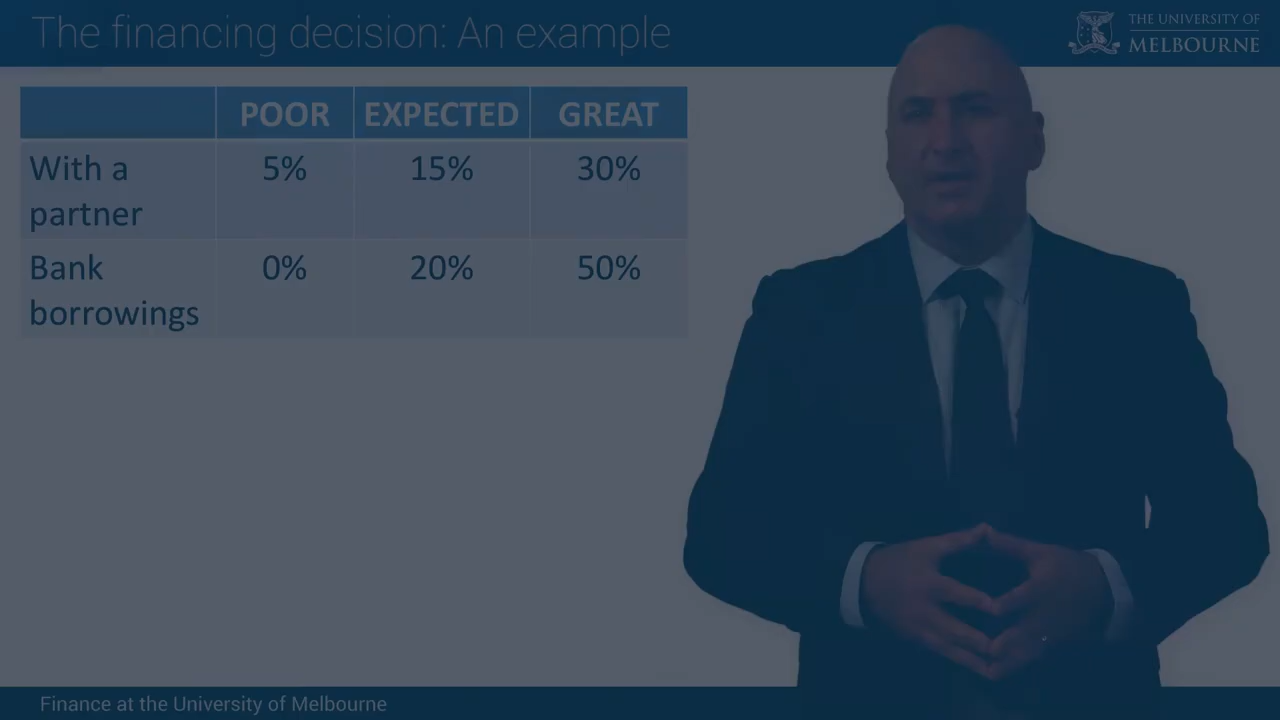 The financing decision: An example
THE UNIVERSITY OF
MELBOURNE
POOR EXPECTED GREAT
With a partner 5% 15% 30%
Bank borrowings 0% 20% 50%
Finance at the University of Melbourne